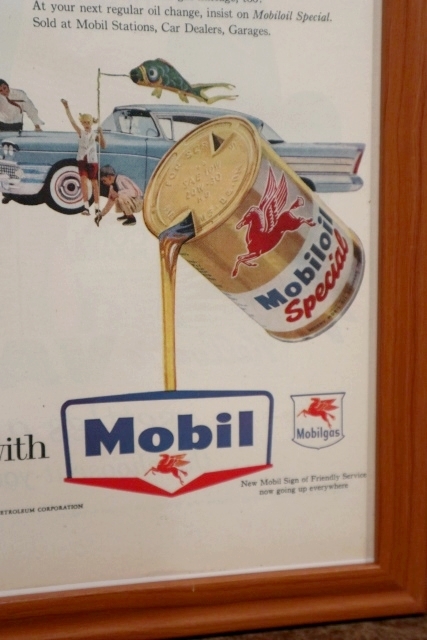 At your next regular oil change, insist on Mobiloil Special.
Sold at Mobil Stations, Car Dealers, Garages.
Mobiloil
Special
with
Mobil
Mobilgas
New Mobil Sign of Friendly Service
now going up everywhere
PETROLEUM CORPORATION